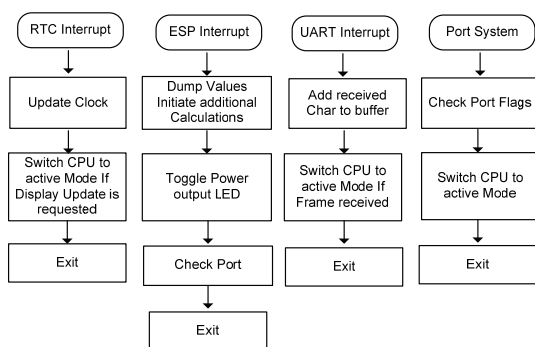 RTC Interrupt
Update Clock
Switch CPU to
active Mode If
Display Update is
requested
Exit
ESP Interrupt
Dump Values
Initiate additional
Calculations
Toggle Power
output LED
Check Port
Exit
UART Interrupt
Add received
Char to buffer
Switch CPU to
active Mode If
Frame received
Exit
Port System
Check Port Flags
Switch CPU to
active Mode
Exit